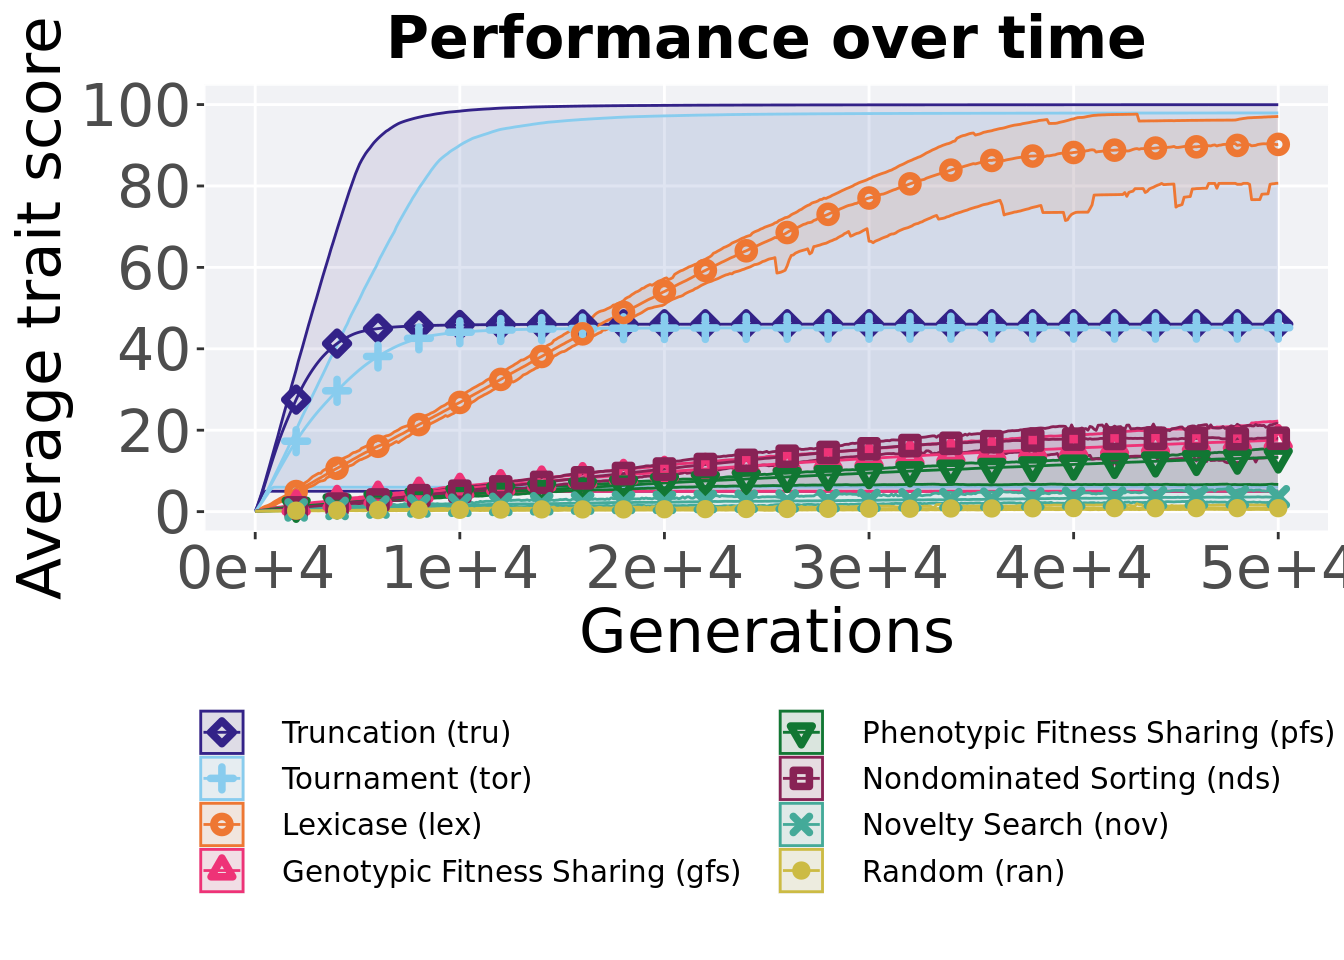 Performance over time
Average trait score
100
80
60
40
20
0
0e+4 1e+4 2e+4 3e+4 4e+4 5e+4
Generations
Truncation (tru)
Tournament (tor)
Lexicase (lex)
Genotypic Fitness Sharing (gfs)
Phenotypic Fitness Sharing (pfs)
Nondominated Sorting (nds)
Novelty Search (nov)
Random (ran)